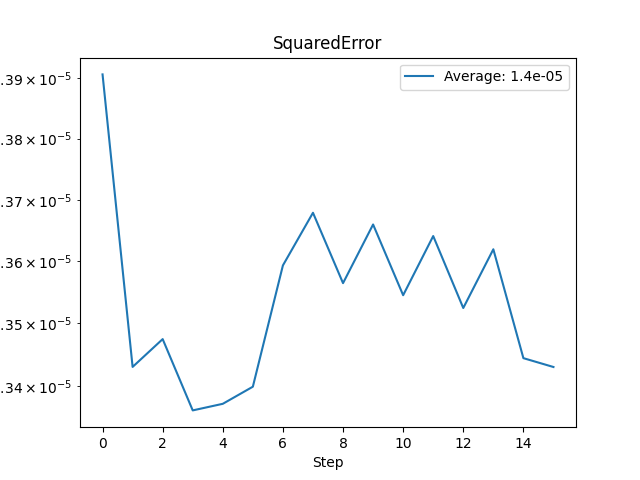 SquaredError
Average: 1.4e-05
.39 × 10⁻⁵
.38 × 10⁻⁵
.37 × 10⁻⁵
.36 × 10⁻⁵
.35 × 10⁻⁵
.34 × 10⁻⁵
0 2 4 6 8 10 12 14
Step